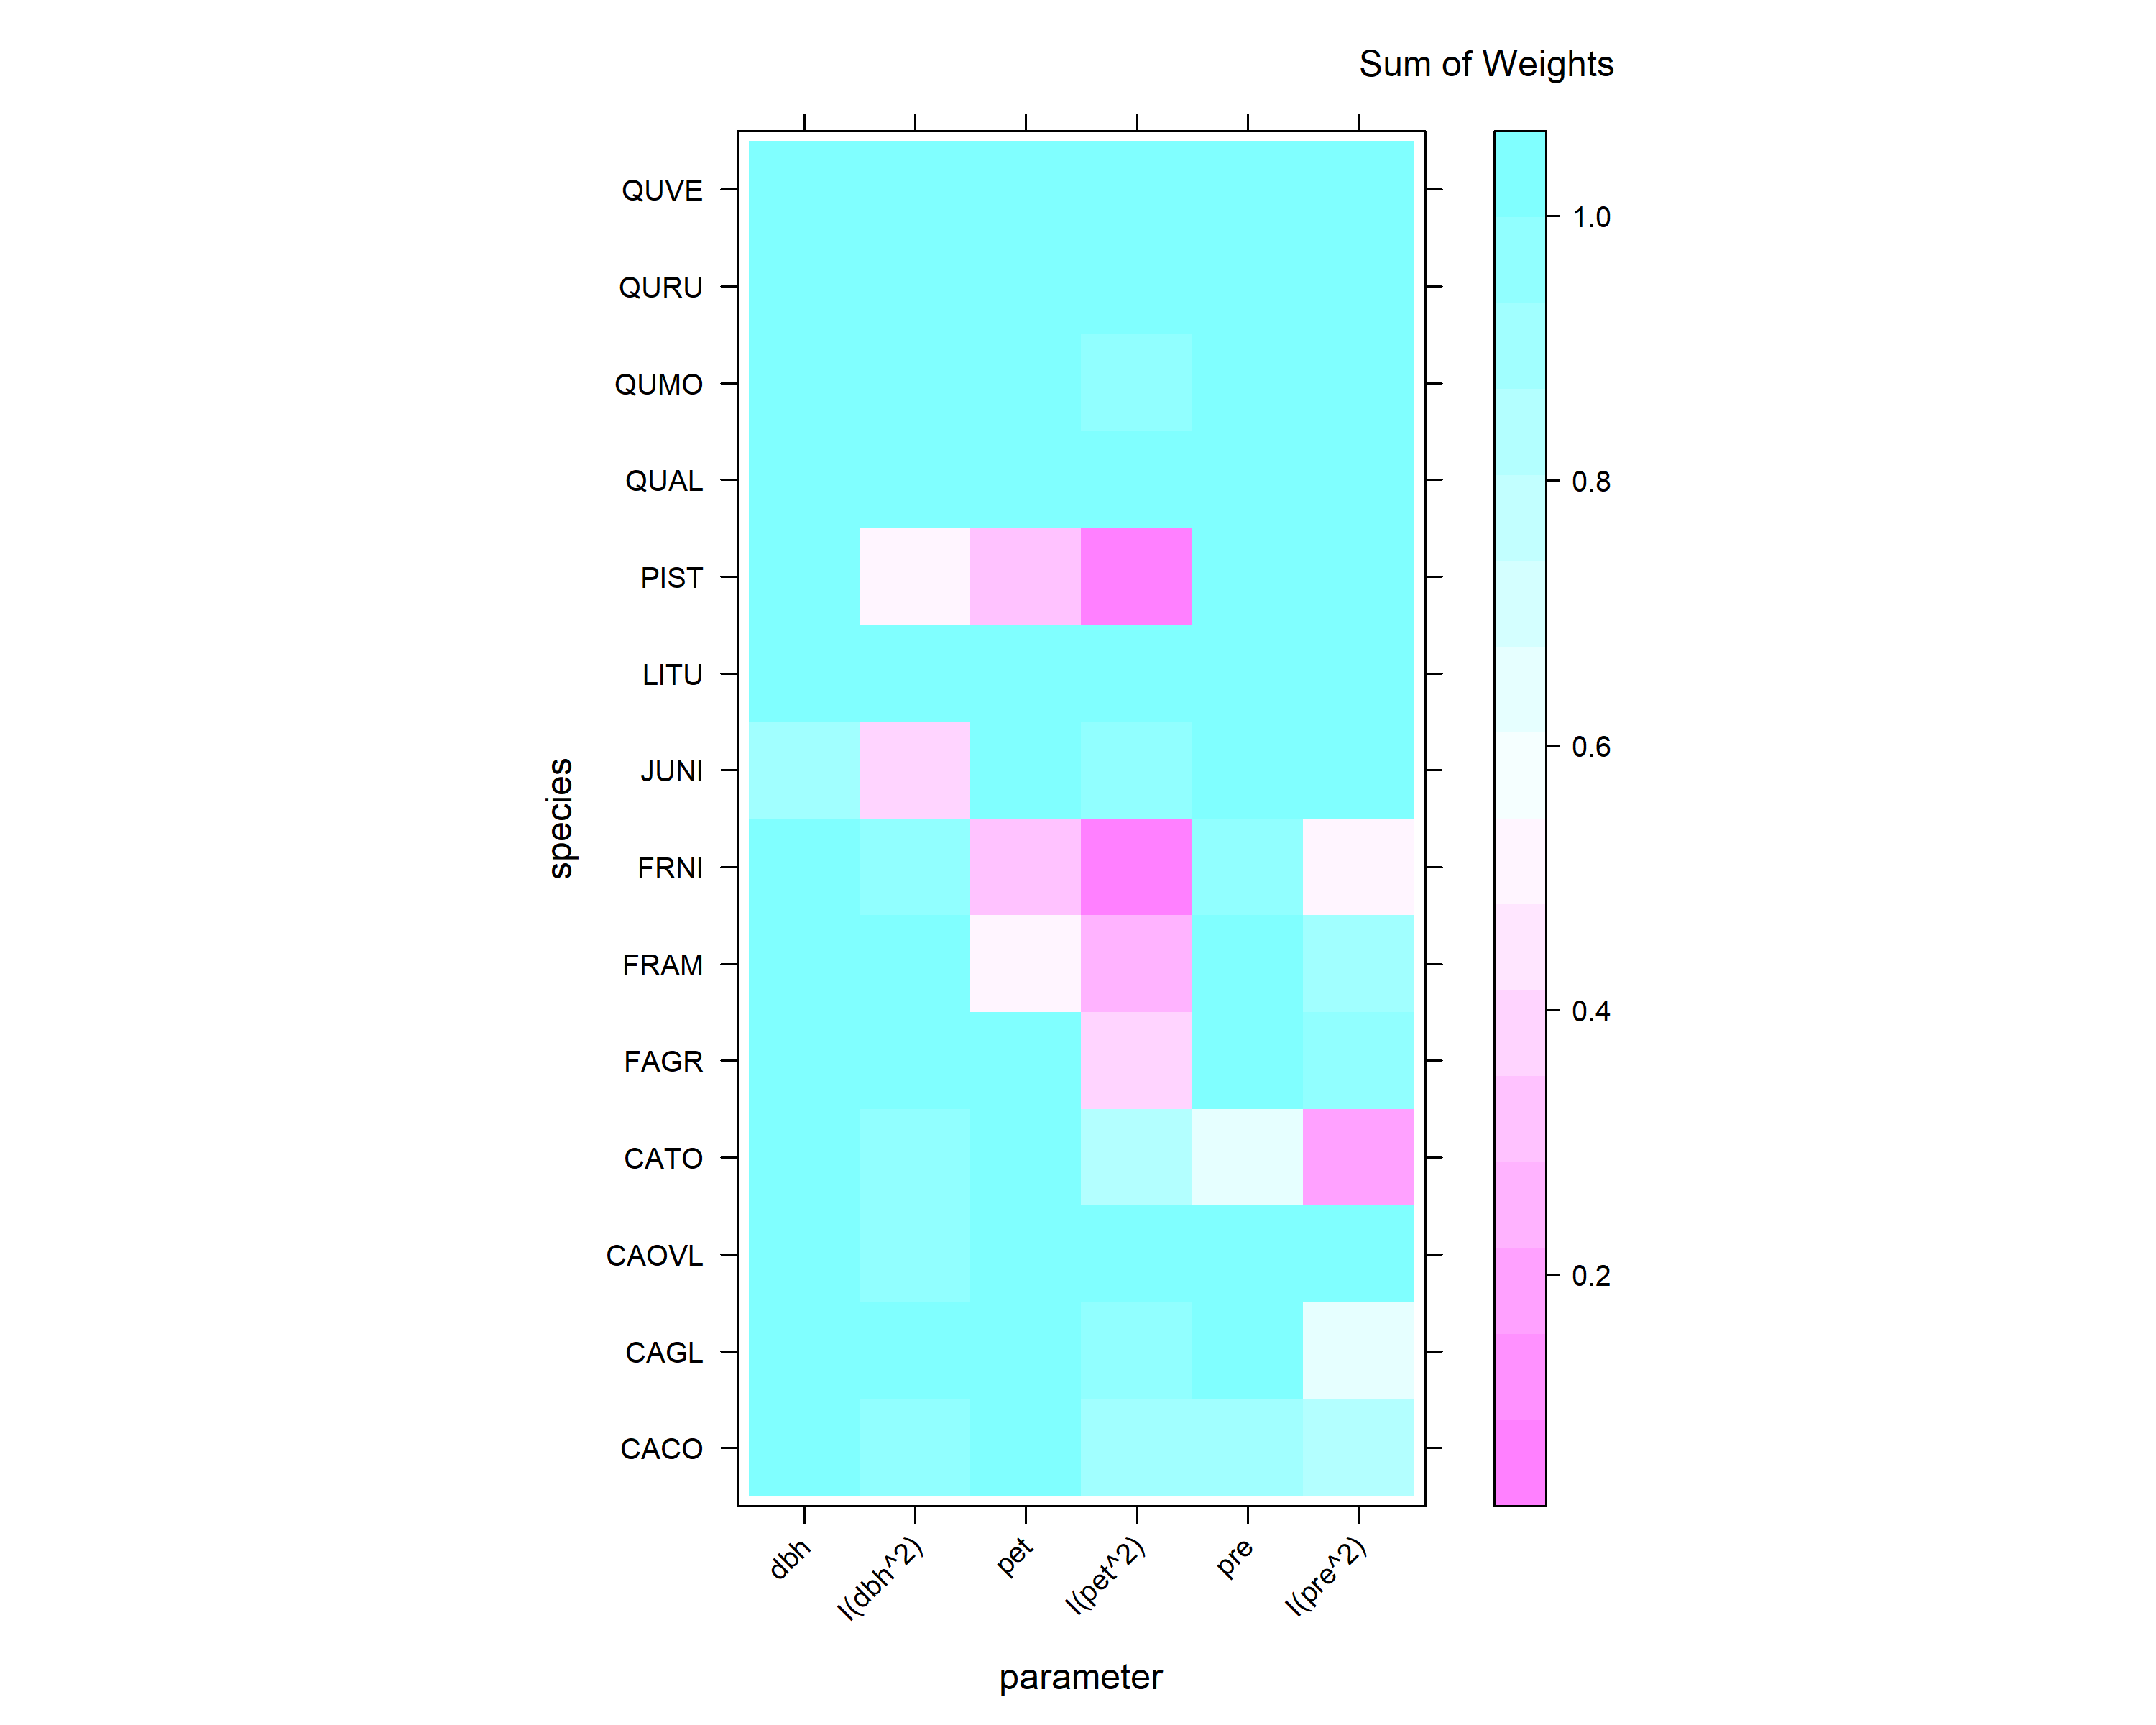 Sum of Weights
QUVE
QURU
QUMO
QUAL
PIST
LITU
JUNI
FRNI
FRAM
FAGR
CATO
CAOVL
CAGL
CACO
species
1.0
0.8
0.6
0.4
0.2
dbh
I(dbh^2)
pet
I(pet^2)
pre
I(pre^2)
parameter